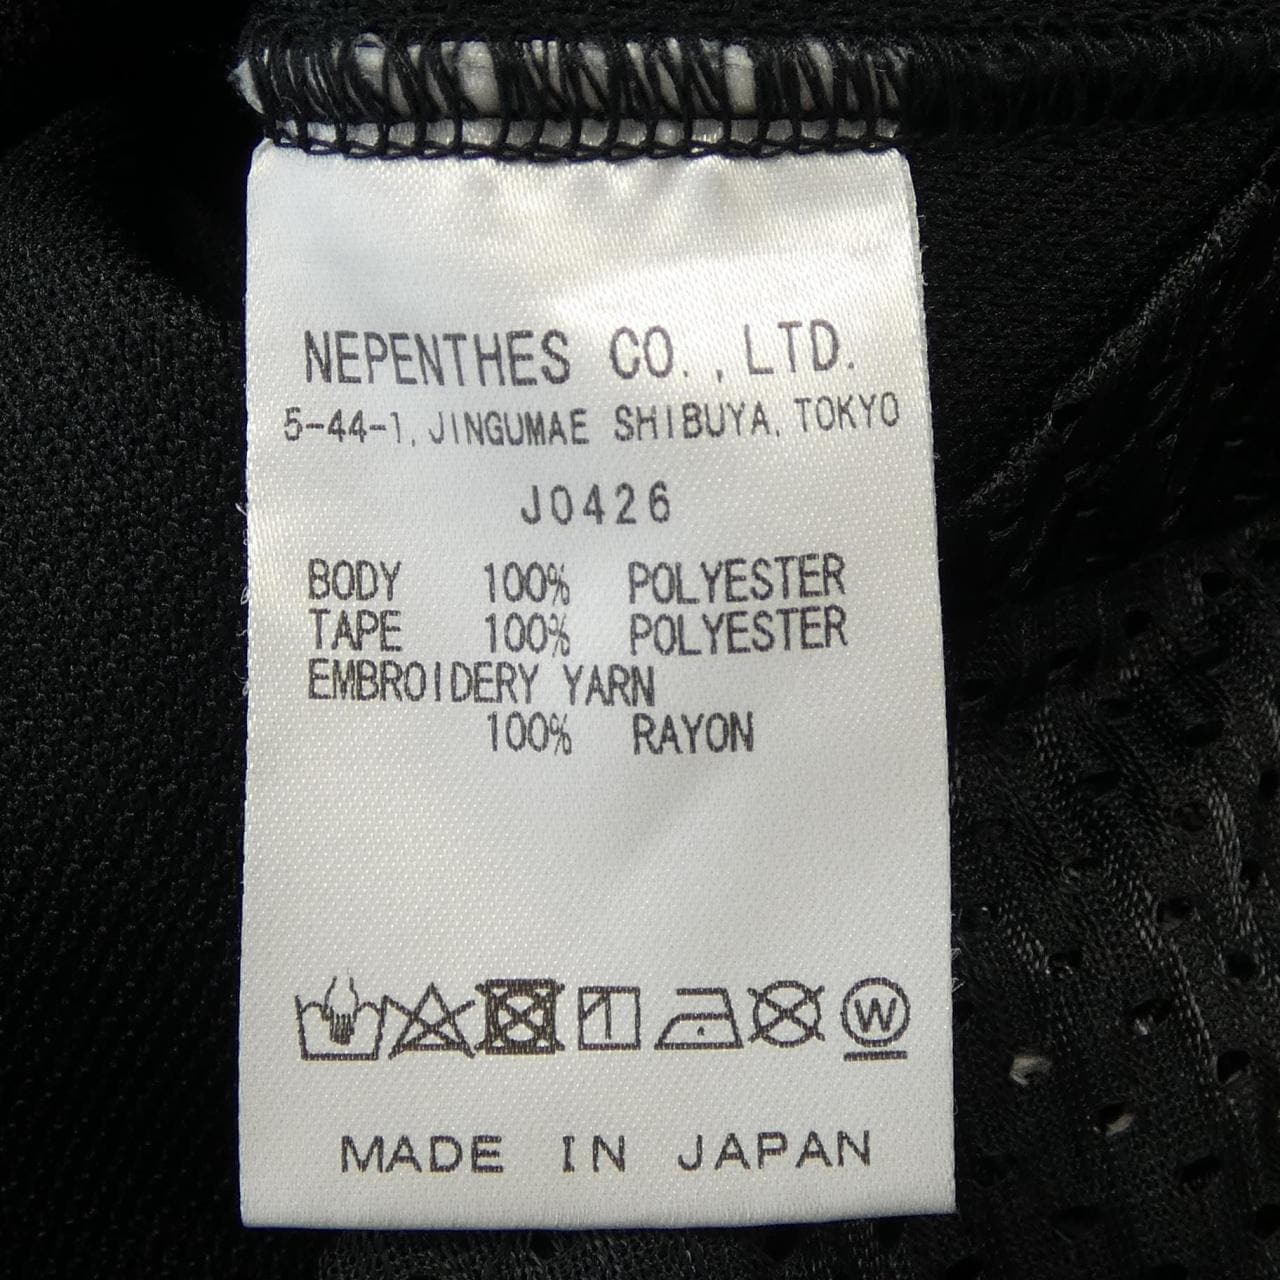 NEPENTHES CO., LTD.
5-44-1, JINGUMAE SHIBUYA, TOKYO
J0426
BODY 100% POLYESTER
TAPE 100% POLYESTER
EMBROIDERY YARN
100% RAYON
W
MADE IN JAPAN